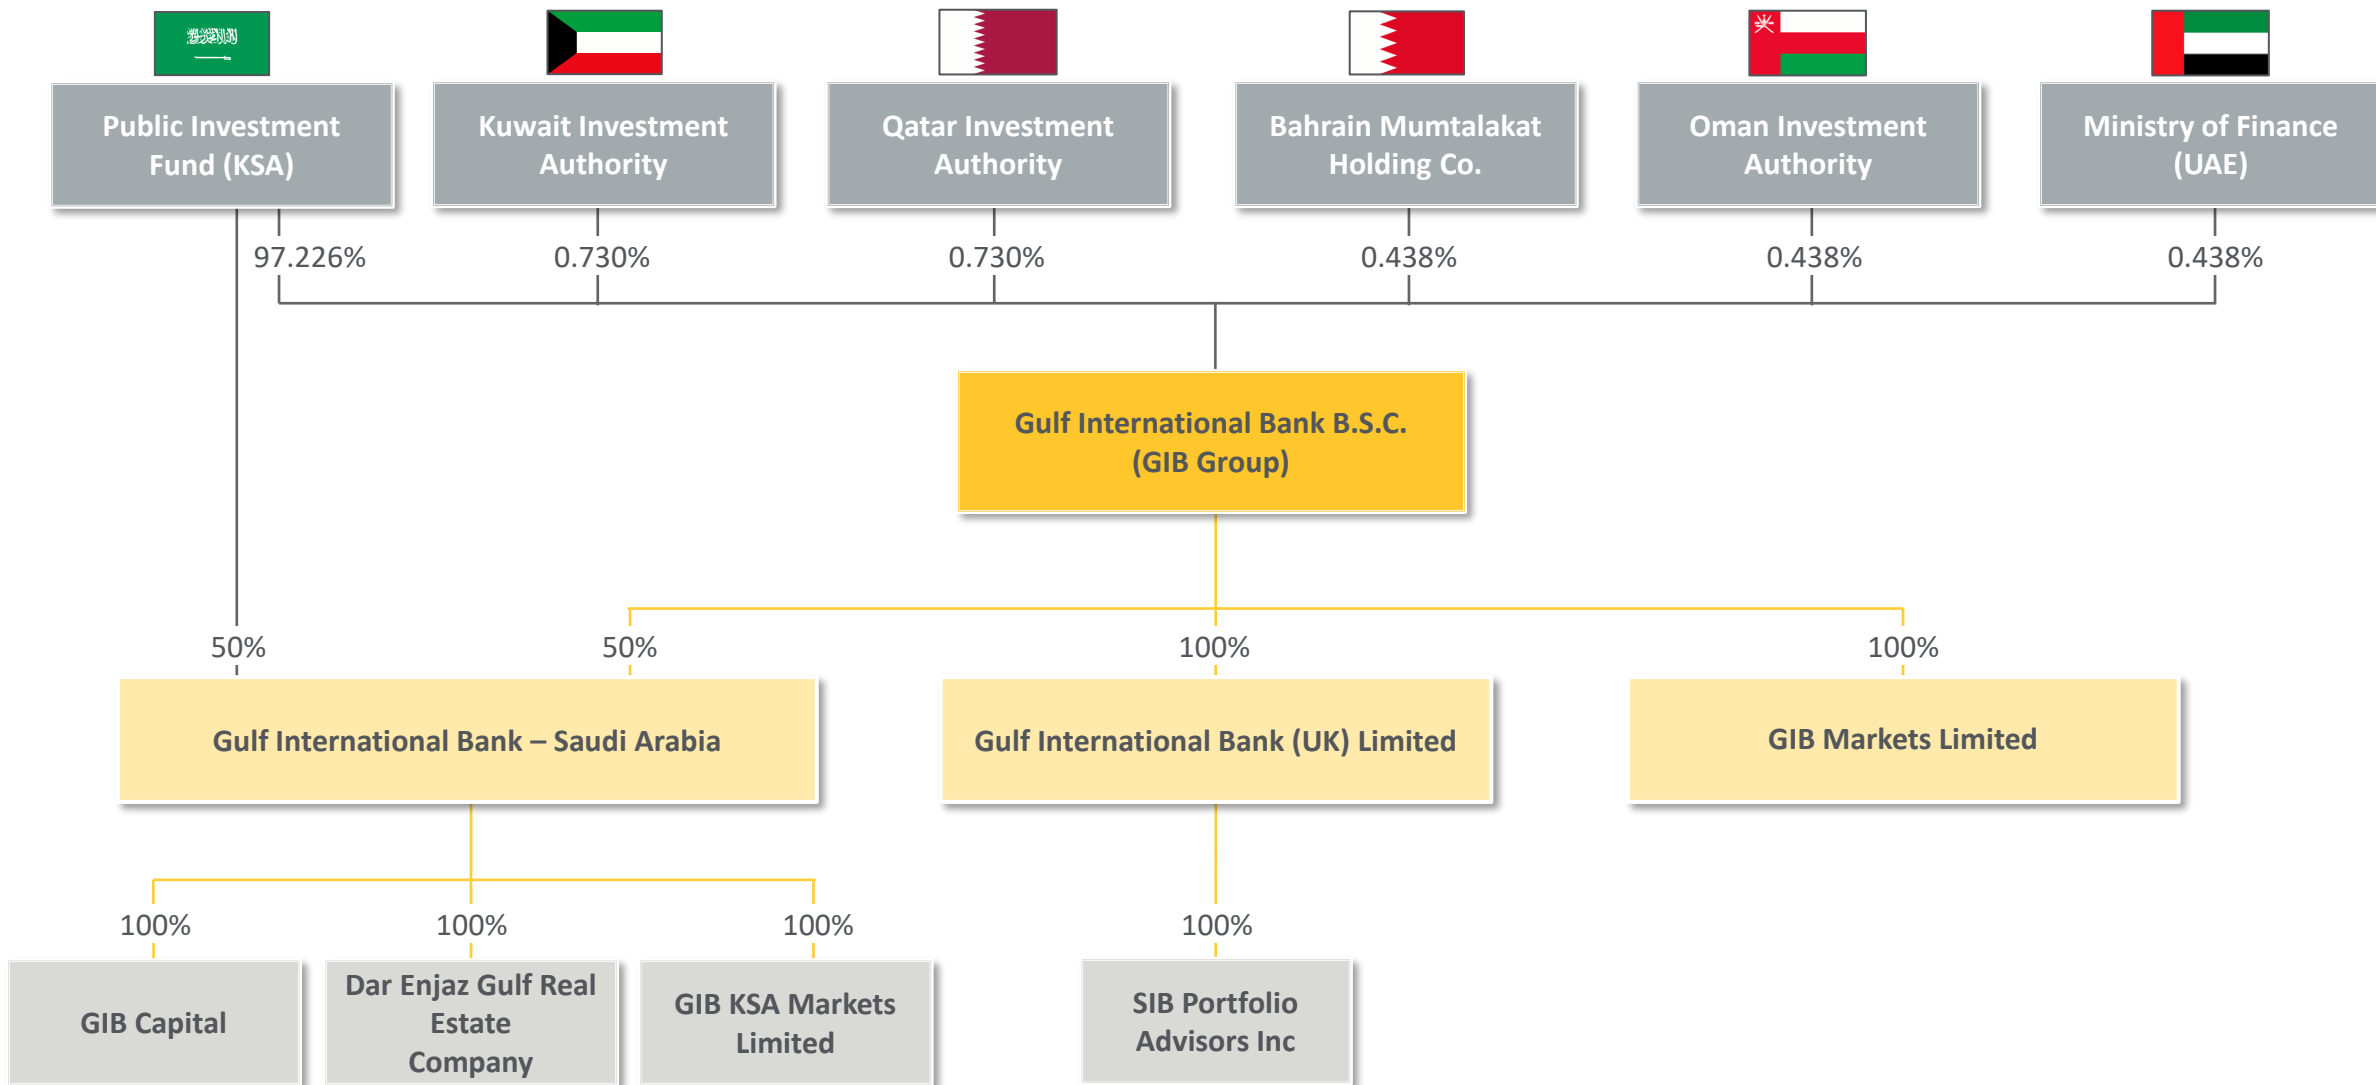 Public Investment
Fund (KSA)
Kuwait Investment
Authority
Qatar Investment
Authority
Bahrain Mumtalakat
Holding Co.
Oman Investment
Authority
Ministry of Finance
(UAE)
97.226%
0.730%
0.730%
0.438%
0.438%
0.438%
Gulf International Bank B.S.C.
(GIB Group)
50%
50%
100%
100%
Gulf International Bank – Saudi Arabia
Gulf International Bank (UK) Limited
GIB Markets Limited
100%
100%
100%
100%
GIB Capital
Dar Enjaz Gulf Real
Estate
Company
GIB KSA Markets
Limited
SIB Portfolio
Advisors Inc